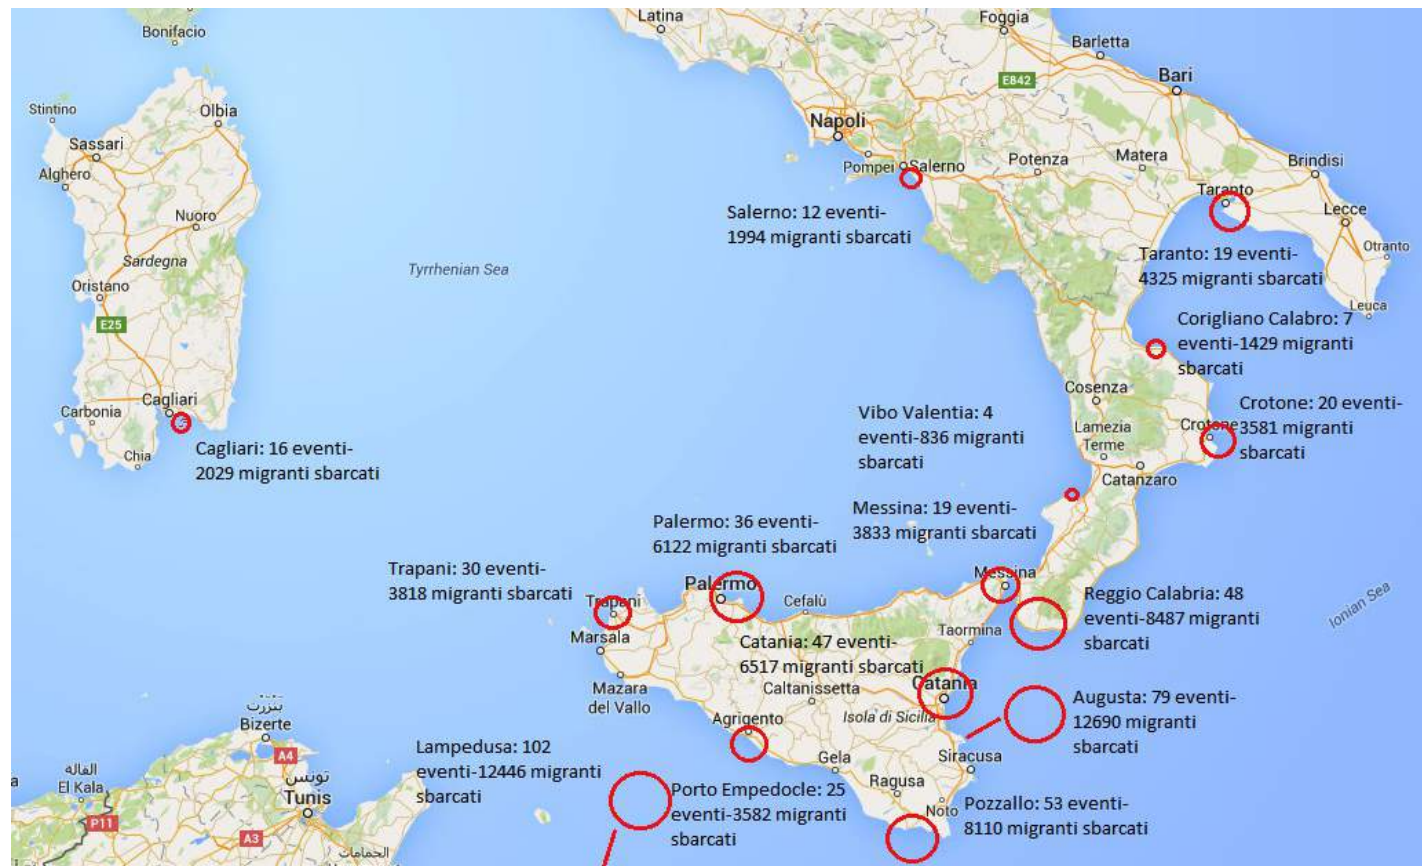 Latina
Foggia
Bonifacio
Barletta
E842
Bari
Stintino
Olbia
Napoli
Sassari
Pompei
Salerno
Potenza
Matera
Brindisi
Alghero
Taranto
Nuoro
Lecce
Salerno: 12 eventi-
1994 migranti sbarcati
Otranto
Sardegna
Tyrrhenian Sea
Taranto: 19 eventi-
4325 migranti sbarcati
Oristano
Leuca
E25
Corigliano Calabro: 7
eventi-1429 migranti
sbarcati
Cosenza
Cagliari
Carbonia
Chia
Cagliari: 16 eventi-
2029 migranti sbarcati
Vibo Valentia: 4
eventi-836 migranti
sbarcati
Lamezia
Terme
Crotone
Crotone: 20 eventi-
3581 migranti
sbarcati
Catanzaro
Messina: 19 eventi-
3833 migranti sbarcati
Palermo: 36 eventi-
6122 migranti sbarcati
Trapani: 30 eventi-
3818 migranti sbarcati
Palermo
Messina
Trapani
Cefalù
Reggio Calabria: 48
eventi-8487 migranti
sbarcati
Ionian Sea
Marsala
Taormina
Catania: 47 eventi-
6517 migranti sbarcati
Mazara
del Vallo
Caltanissetta
Catania
Augusta: 79 eventi-
12690 migranti
sbarcati
بنزرت
Bizerte
Agrigento
Isola di Sicilia
A4
Lampedusa: 102
eventi-12446 migranti
sbarcati
Gela
Siracusa
القالة
El Kala
تونس
Tunis
Ragusa
Noto
Porto Empedocle: 25
eventi-3582 migranti
sbarcati
Pozzallo: 53 eventi-
8110 migranti sbarcati
P11
A3
الحمامات